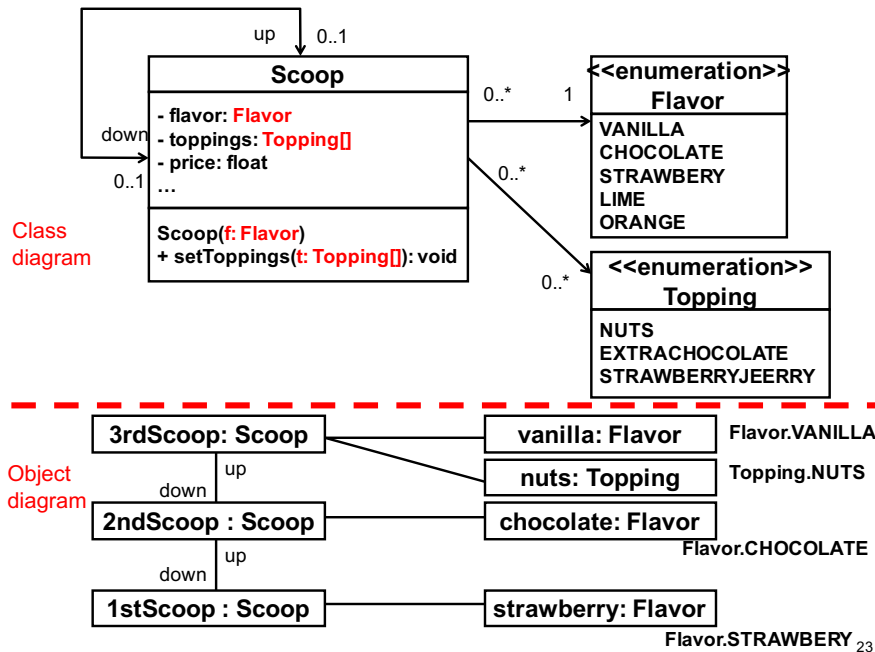 up
0..1
Scoop
- flavor: Flavor
- toppings: Topping[]
- price: float
...
down
0..1
Scoop(f: Flavor)
+ setToppings(t: Topping[]): void
Class
diagram
0..*
1
<<enumeration>>
Flavor
VANILLA
CHOCOLATE
STRAWBERY
LIME
ORANGE
0..*
0..*
<<enumeration>>
Topping
NUTS
EXTRACHOCOLATE
STRAWBERRYJEERRY
Object
diagram
3rdScoop: Scoop
vanilla: Flavor
Flavor.VANILLA
up
down
nuts: Topping
Topping.NUTS
2ndScoop : Scoop
chocolate: Flavor
Flavor.CHOCOLATE
up
down
1stScoop : Scoop
strawberry: Flavor
Flavor.STRAWBERY
23